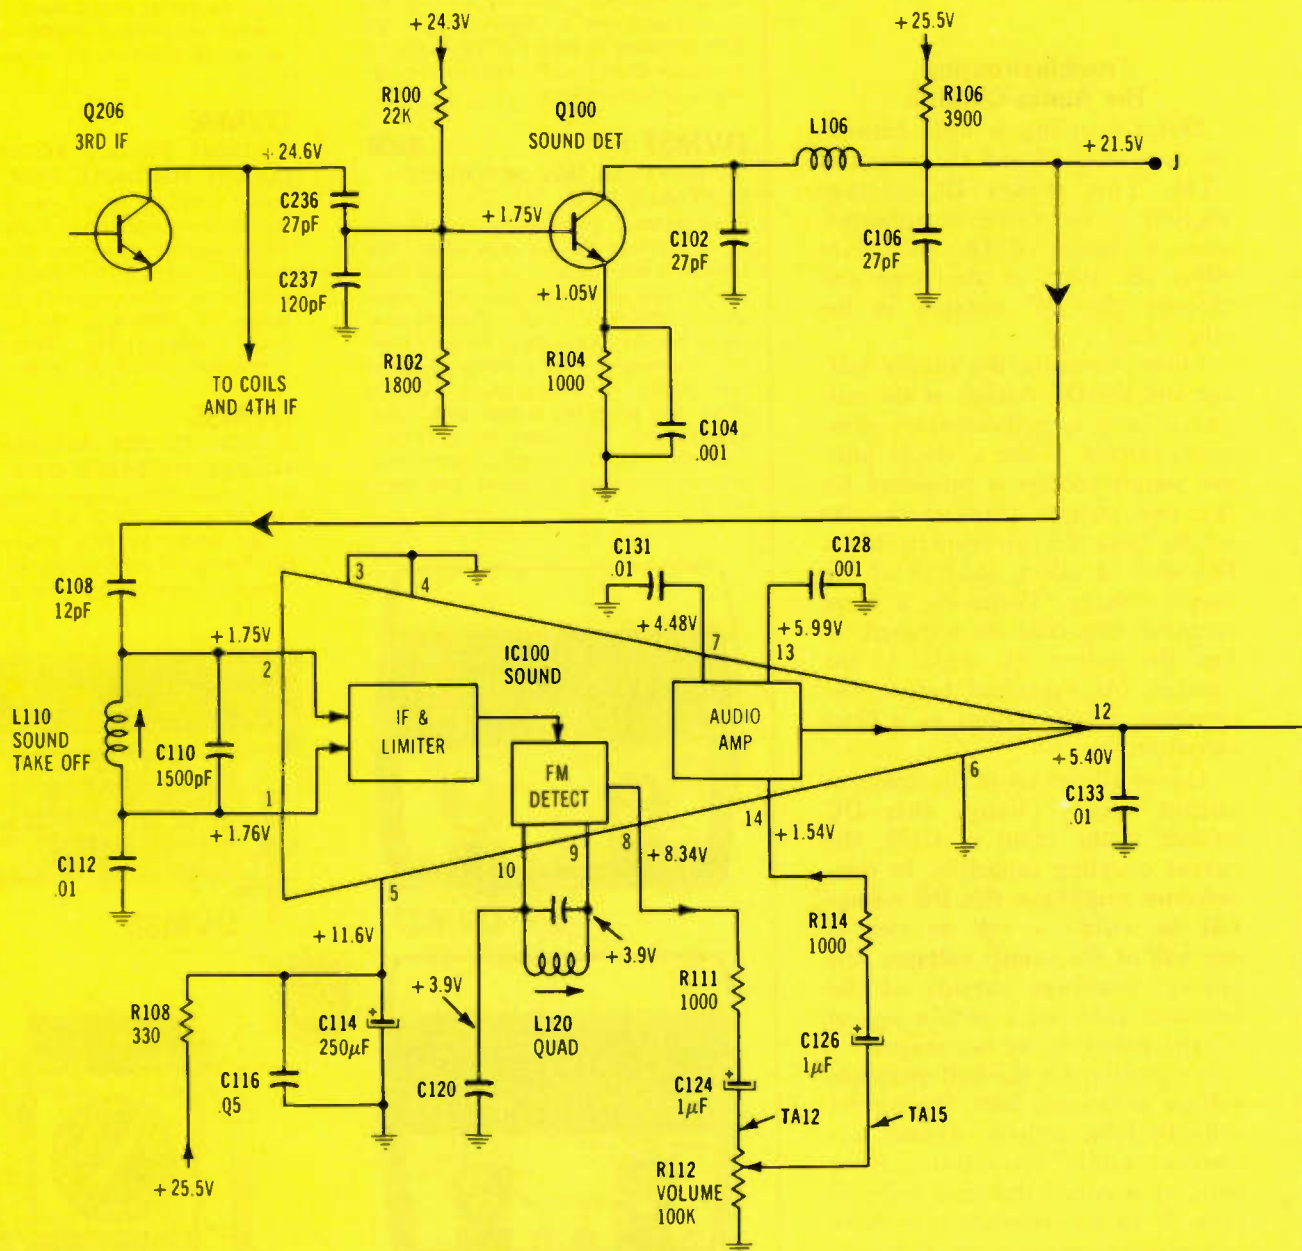 +24.3V
+25.5V
Q206
3RD IF
R100
22K
Q100
SOUND DET
L106
R106
3900
+24.6V
+21.5V
J
C236
27pF
+1.75V
C102
27pF
C106
27pF
C237
120pF
+1.05V
R102
1800
R104
1000
TO COILS
AND 4TH IF
C104
.001
C108
12pF
3
4
C131
.01
C128
001
+1.75V
2
+4.48V
7
+5.99V
13
IC100
SOUND
L110
SOUND
TAKE OFF
C110
1500pF
IF &
LIMITER
AUDIO
AMP
12
+5.40V
FM
DETECT
6
1
+1.76V
C133
.01
C112
.01
14
+1.54V
10
9
8
+8.34V
5
+11.6V
R114
1000
+3.9V
+3.9V
R111
1000
R108
330
C114
250µF
L120
QUAD
+
C126
1µF
C116
.Q5
C120
+
C124
1µF
TA12
TA15
R112
VOLUME
100K
+25.5V